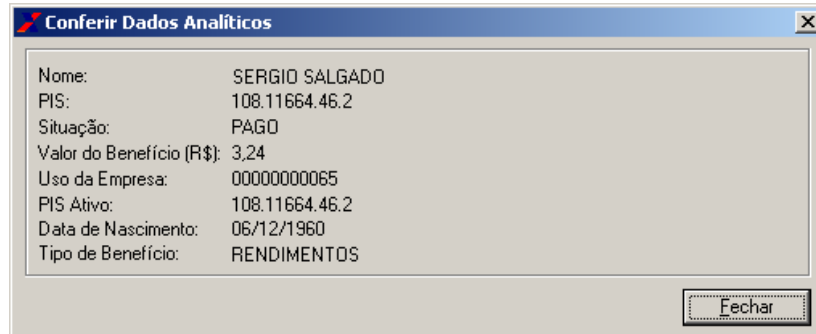 Conferir Dados Analíticos
Nome: SERGIO SALGADO
PIS: 108.11664.46.2
Situação: PAGO
Valor do Benefício (R$): 3,24
Uso da Empresa: 00000000065
PIS Ativo: 108.11664.46.2
Data de Nascimento: 06/12/1960
Tipo de Benefício: RENDIMENTOS
Fechar